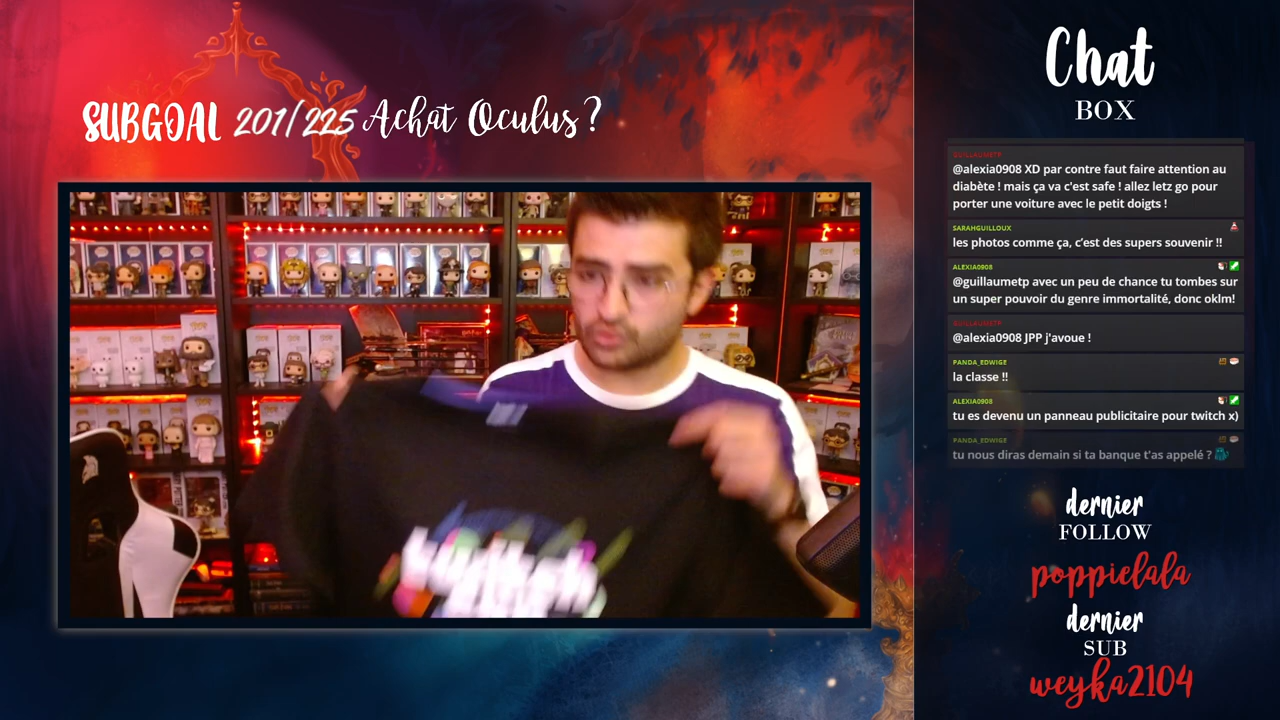 SUBGOAL 201/225 Achat Oculus ?
Chat
BOX
GUILLAUMETP
@alexia0908 XD par contre faut faire attention au
diabète ! mais ça va c'est safe ! allez letz go pour
porter une voiture avec le petit doigts !
SARAHGUILLOUX
les photos comme ça, c'est des supers souvenir !!
ALEXIA0908
@guillaumetp avec un peu de chance tu tombes sur
un super pouvoir du genre immortalité, donc oklm!
GUILLAUMETP
@alexia0908 JPP j'avoue !
PANDA_EDWIGE
la classe !!
ALEXIA0908
tu es devenu un panneau publicitaire pour twitch x)
PANDA_EDWIGE
tu nous diras demain si ta banque t'as appelé ?
dernier
FOLLOW
poppielala
dernier
SUB
weyka2104